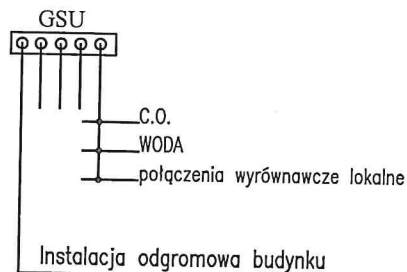 GSU
C.O.
WODA
połączenia wyrównawcze lokalne
Instalacja odgromowa budynku